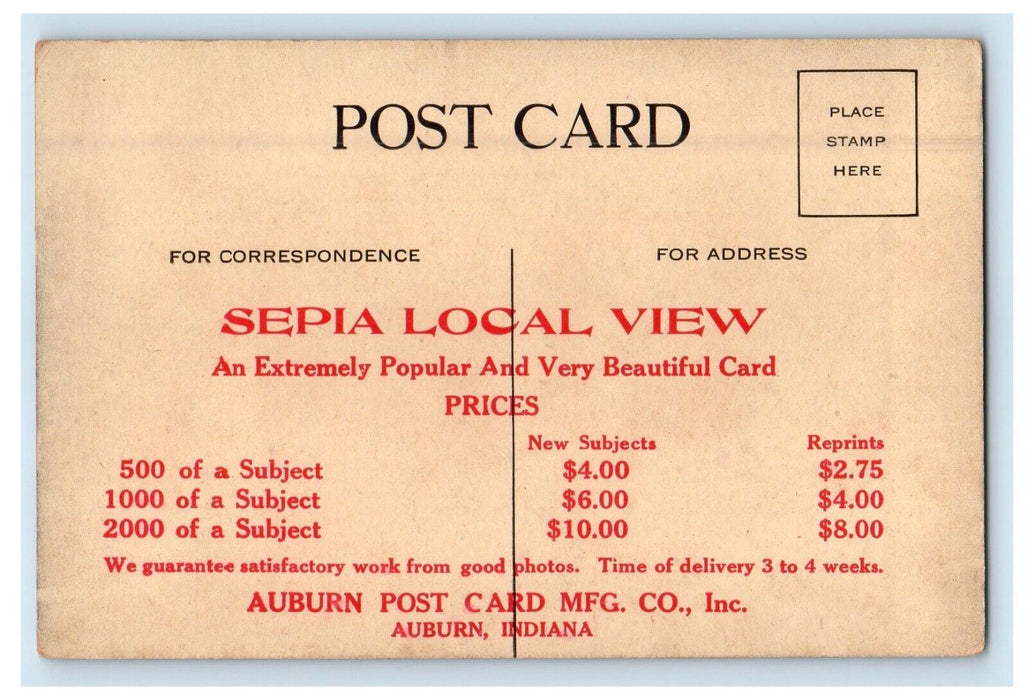 POST CARD
PLACE
STAMP
HERE
FOR CORRESPONDENCE
FOR ADDRESS
SEPIA LOCAL VIEW
An Extremely Popular And Very Beautiful Card
PRICES
New Subjects Reprints
500 of a Subject $4.00 $2.75
1000 of a Subject $6.00 $4.00
2000 of a Subject $10.00 $8.00
We guarantee satisfactory work from good photos. Time of delivery 3 to 4 weeks.
AUBURN POST CARD MFG. CO., Inc.
AUBURN, INDIANA